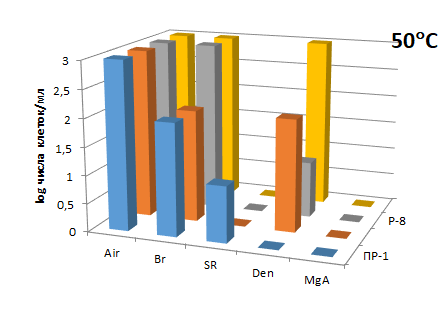 50°C
log числа клеток/мл
3
2,5
2
1,5
1
0,5
0
Air
Br
SR
Den
MgA
ПР-1
Р-8